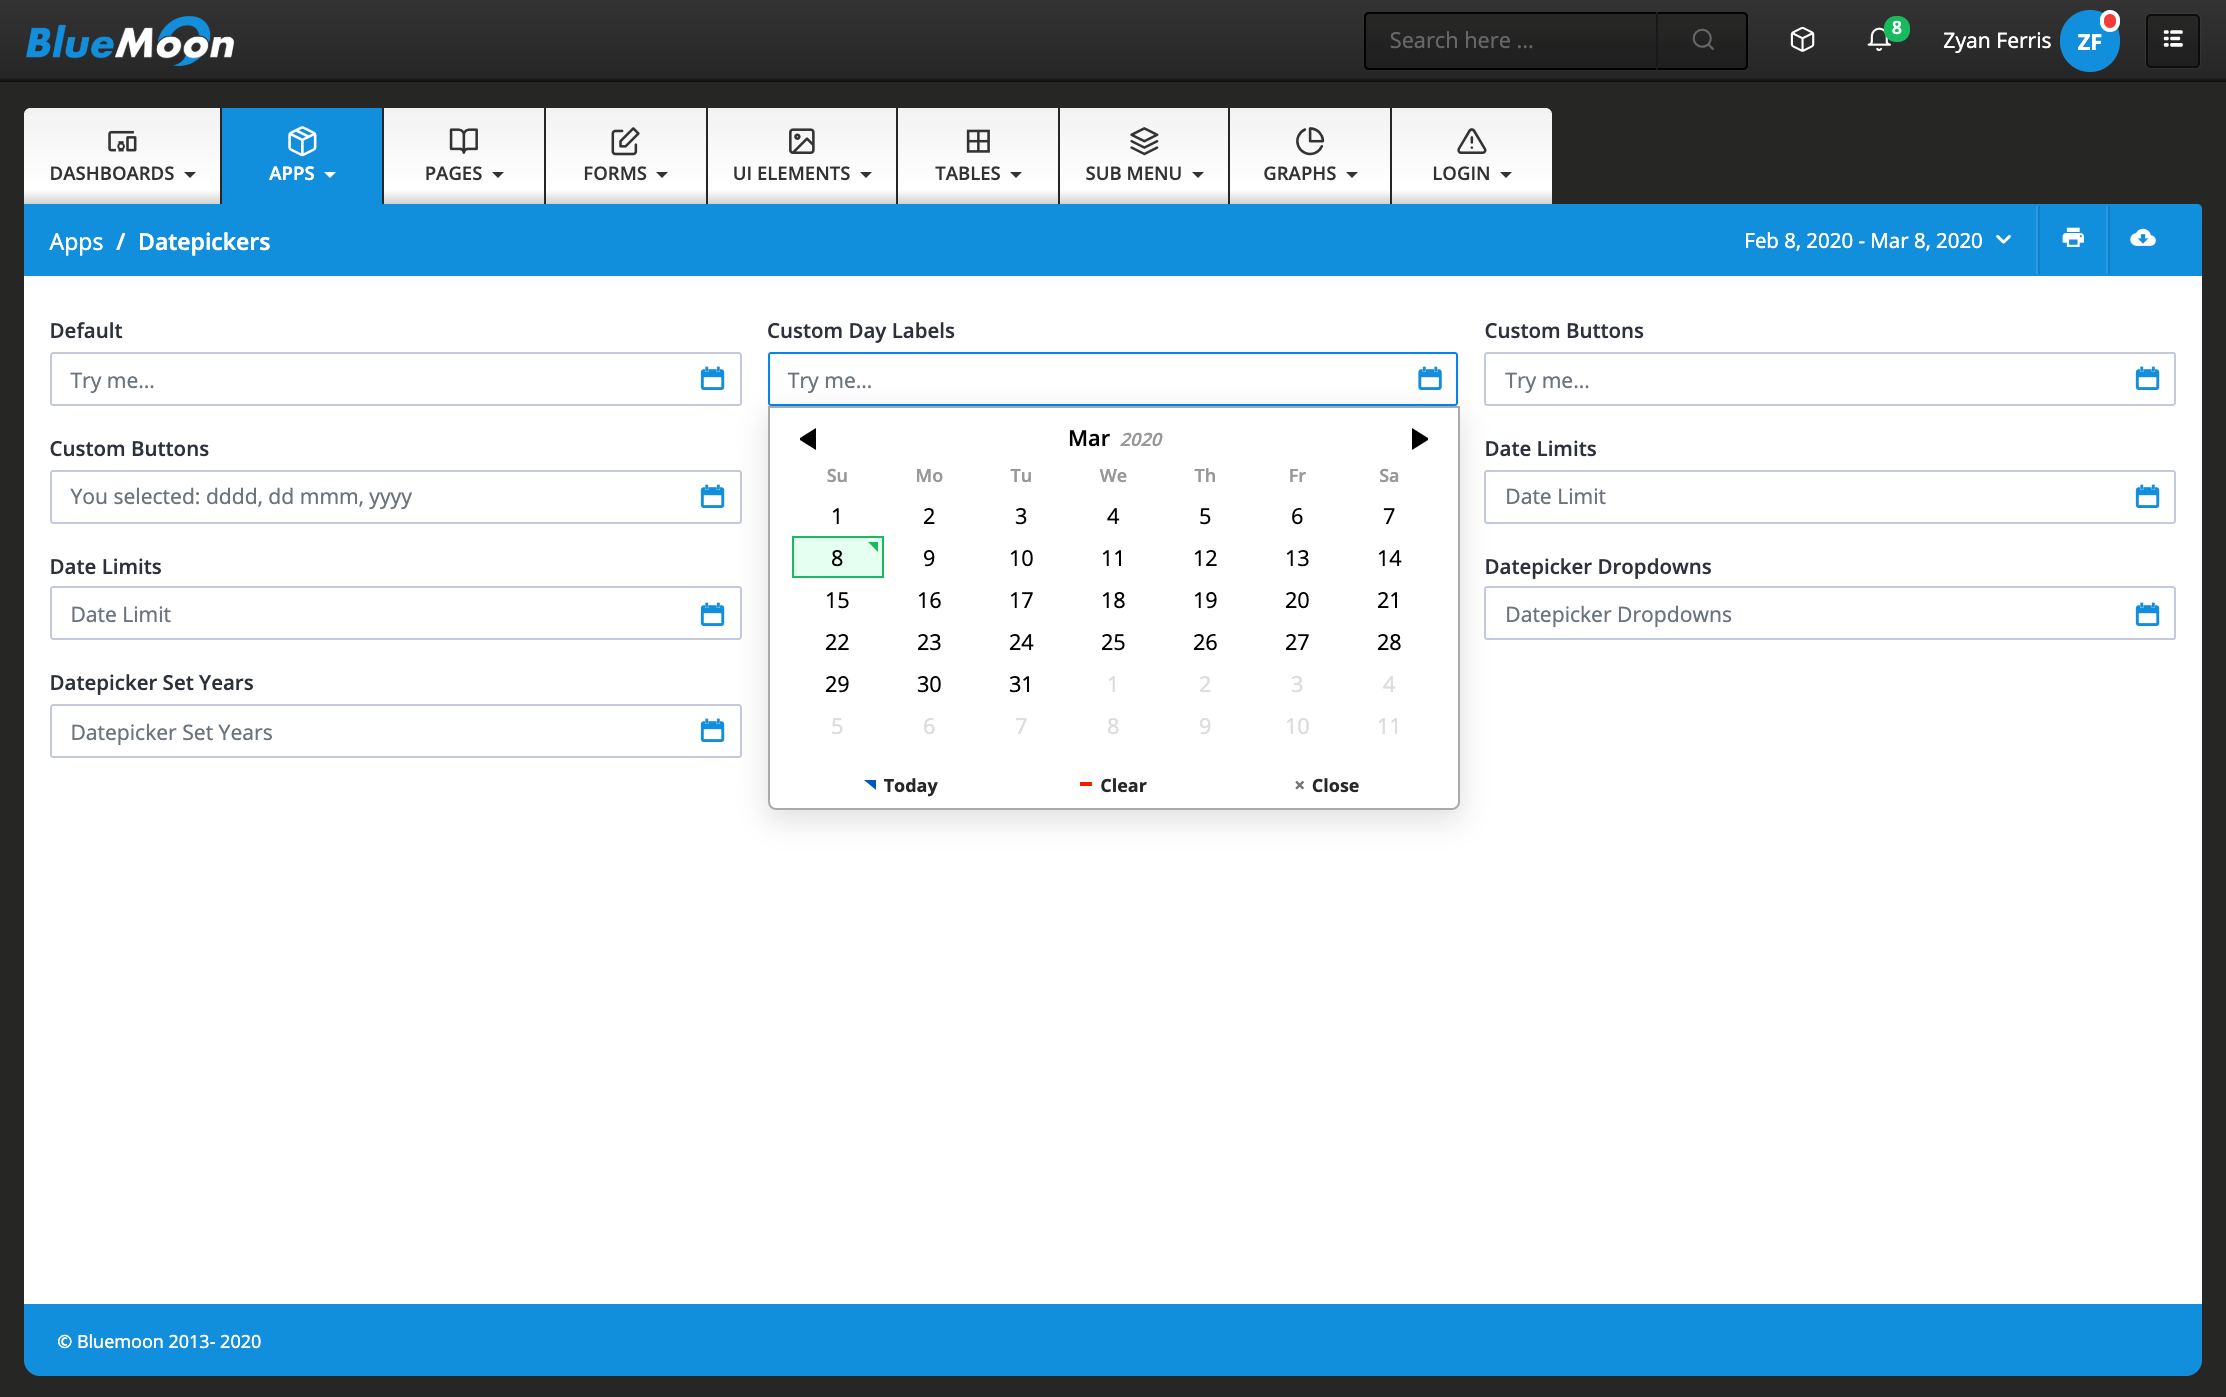 BlueMoon
Search here ...
8
Zyan Ferris
ZF
DASHBOARDS
APPS
PAGES
FORMS
UI ELEMENTS
TABLES
SUB MENU
GRAPHS
LOGIN
Apps / Datepickers
Feb 8, 2020 - Mar 8, 2020
Default
Try me...
Custom Day Labels
Try me...
Custom Buttons
Try me...
Custom Buttons
You selected: dddd, dd mmm, yyyy
Date Limits
Date Limit
Date Limits
Date Limit
Datepicker Dropdowns
Datepicker Dropdowns
Datepicker Set Years
Datepicker Set Years
Mar 2020
Su Mo Tu We Th Fr Sa
1 2 3 4 5 6 7
8 9 10 11 12 13 14
15 16 17 18 19 20 21
22 23 24 25 26 27 28
29 30 31 1 2 3 4
5 6 7 8 9 10 11
Today
Clear
× Close
© Bluemoon 2013- 2020